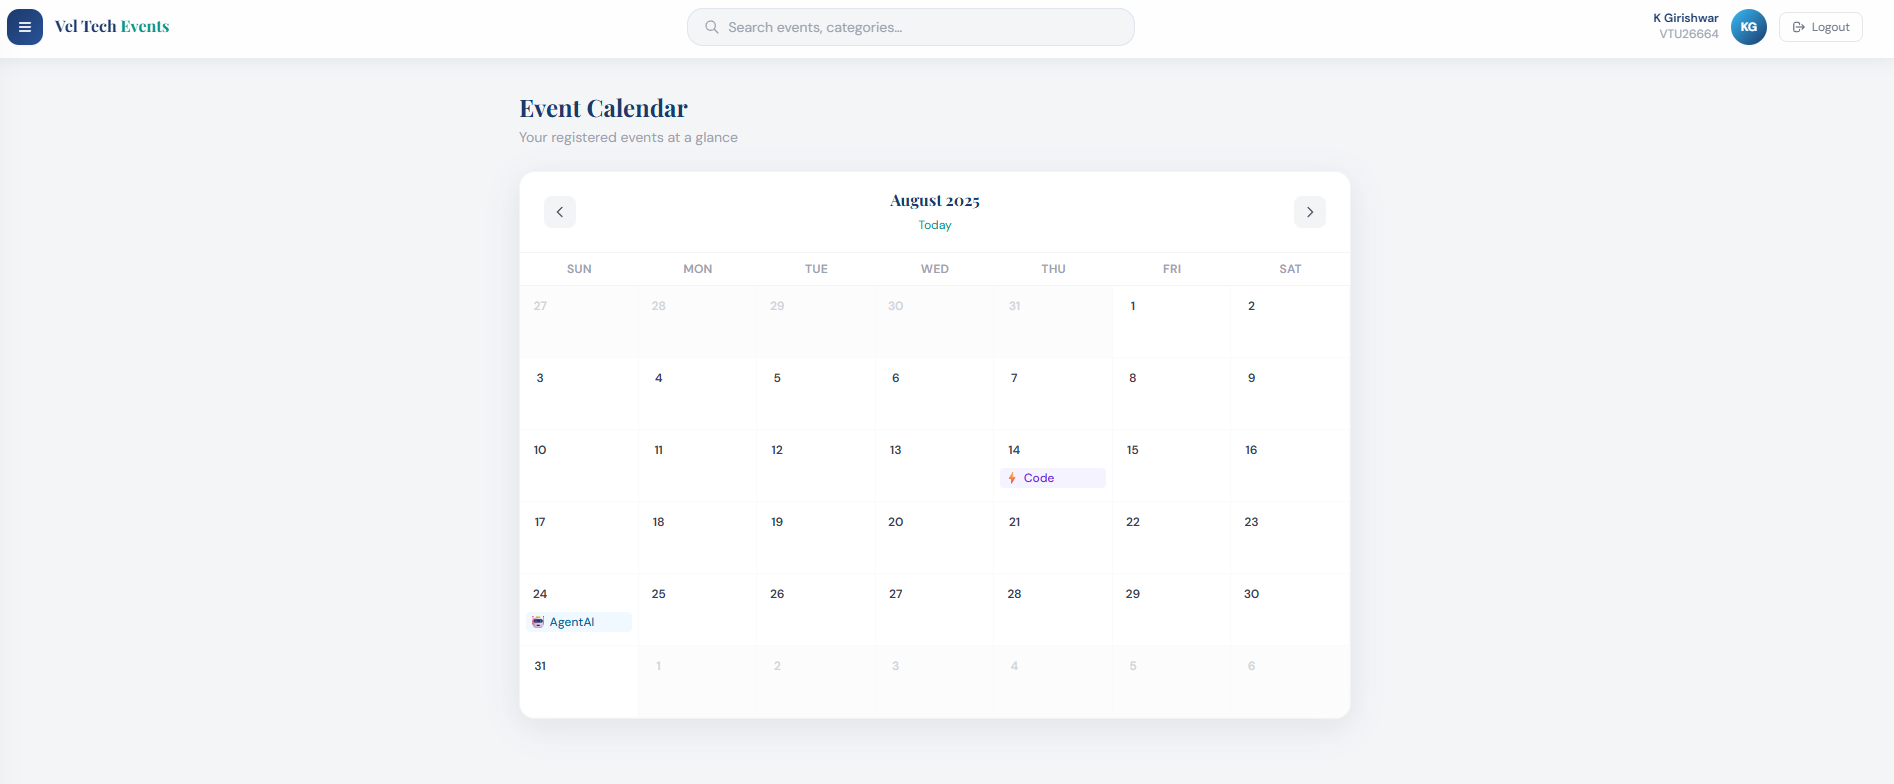 Vel Tech Events
Search events, categories...
K Girishwar
VTU26664
KG
Logout
Event Calendar
Your registered events at a glance
August 2025
Today
SUN MON TUE WED THU FRI SAT
27 28 29 30 31 1 2
3 4 5 6 7 8 9
10 11 12 13 14 15 16
Code
17 18 19 20 21 22 23
24 25 26 27 28 29 30
AgentAI
31 1 2 3 4 5 6